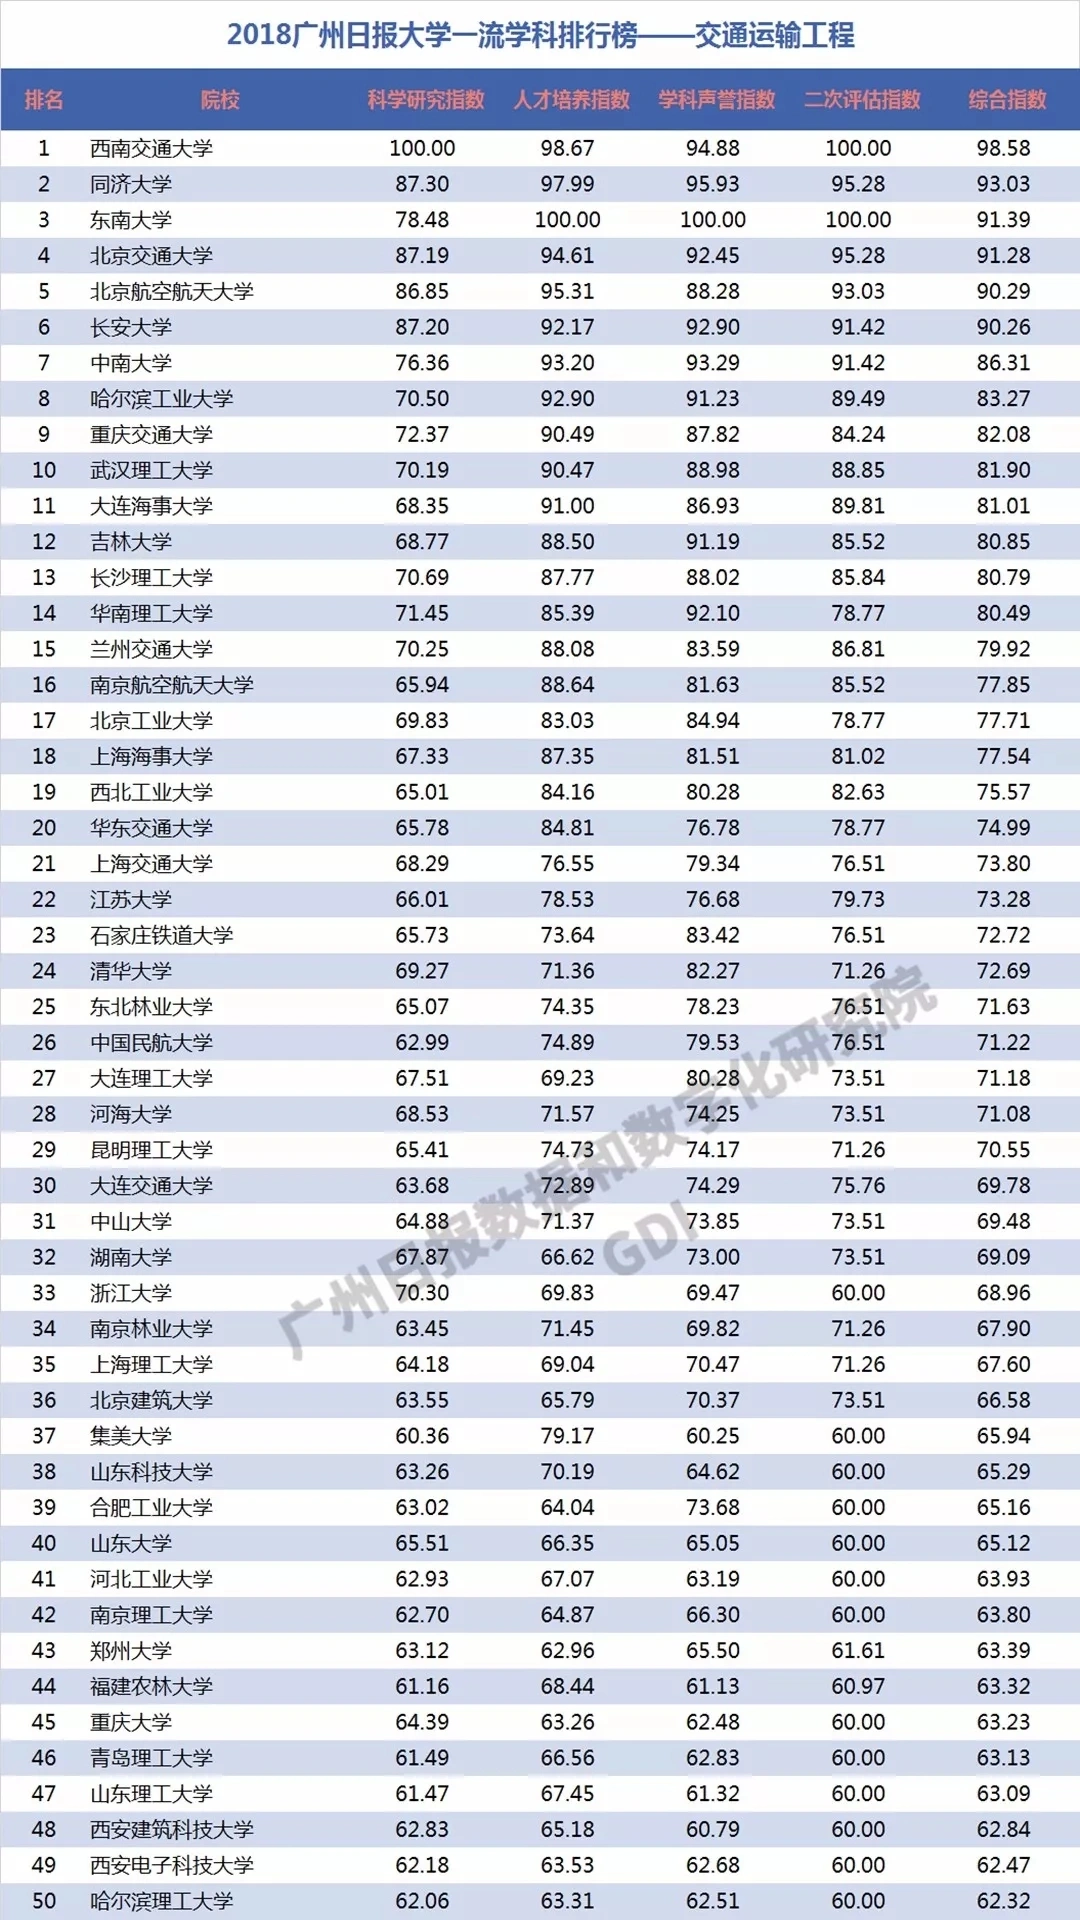 2018广州日报大学一流学科排行榜——交通运输工程
排名 院校 科学研究指数 人才培养指数 学科声誉指数 二次评估指数 综合指数
1 西南交通大学 100.00 98.67 94.88 100.00 98.58
2 同济大学 87.30 97.99 95.93 95.28 93.03
3 东南大学 78.48 100.00 100.00 100.00 91.39
4 北京交通大学 87.19 94.61 92.45 95.28 91.28
5 北京航空航天大学 86.85 95.31 88.28 93.03 90.29
6 长安大学 87.20 92.17 92.90 91.42 90.26
7 中南大学 76.36 93.20 93.29 91.42 86.31
8 哈尔滨工业大学 70.50 92.90 91.23 89.49 83.27
9 重庆交通大学 72.37 90.49 87.82 84.24 82.08
10 武汉理工大学 70.19 90.47 88.98 88.85 81.90
11 大连海事大学 68.35 91.00 86.93 89.81 81.01
12 吉林大学 68.77 88.50 91.19 85.52 80.85
13 长沙理工大学 70.69 87.77 88.02 85.84 80.79
14 华南理工大学 71.45 85.39 92.10 78.77 80.49
15 兰州交通大学 70.25 88.08 83.59 86.81 79.92
16 南京航空航天大学 65.94 88.64 81.63 85.52 77.85
17 北京工业大学 69.83 83.03 84.94 78.77 77.71
18 上海海事大学 67.33 87.35 81.51 81.02 77.54
19 西北工业大学 65.01 84.16 80.28 82.63 75.57
20 华东交通大学 65.78 84.81 76.78 78.77 74.99
21 上海交通大学 68.29 76.55 79.34 76.51 73.80
22 江苏大学 66.01 78.53 76.68 79.73 73.28
23 石家庄铁道大学 65.73 73.64 83.42 76.51 72.72
24 清华大学 69.27 71.36 82.27 71.26 72.69
25 东北林业大学 65.07 74.35 78.23 76.51 71.63
26 中国民航大学 62.99 74.89 79.53 76.51 71.22
27 大连理工大学 67.51 69.23 80.28 73.51 71.18
28 河海大学 68.53 71.57 74.25 73.51 71.08
29 昆明理工大学 65.41 74.73 74.17 71.26 70.55
30 大连交通大学 63.68 72.89 74.29 75.76 69.78
31 中山大学 64.88 71.37 73.85 73.51 69.48
32 湖南大学 67.87 66.62 73.00 73.51 69.09
33 浙江大学 70.30 69.83 69.47 60.00 68.96
34 南京林业大学 63.45 71.45 69.82 71.26 67.90
35 上海理工大学 64.18 69.04 70.47 71.26 67.60
36 北京建筑大学 63.55 65.79 70.37 73.51 66.58
37 集美大学 60.36 79.17 60.25 60.00 65.94
38 山东科技大学 63.26 70.19 64.62 60.00 65.29
39 合肥工业大学 63.02 64.04 73.68 60.00 65.16
40 山东大学 65.51 66.35 65.05 60.00 65.12
41 河北工业大学 62.93 67.07 63.19 60.00 63.93
42 南京理工大学 62.70 64.87 66.30 60.00 63.80
43 郑州大学 63.12 62.96 65.50 61.61 63.39
44 福建农林大学 61.16 68.44 61.13 60.97 63.32
45 重庆大学 64.39 63.26 62.48 60.00 63.23
46 青岛理工大学 61.49 66.56 62.83 60.00 63.13
47 山东理工大学 61.47 67.45 61.32 60.00 63.09
48 西安建筑科技大学 62.83 65.18 60.79 60.00 62.84
49 西安电子科技大学 62.18 63.53 62.68 60.00 62.47
50 哈尔滨理工大学 62.06 63.31 62.51 60.00 62.32
广州日报数据和数字化研究院
GDI